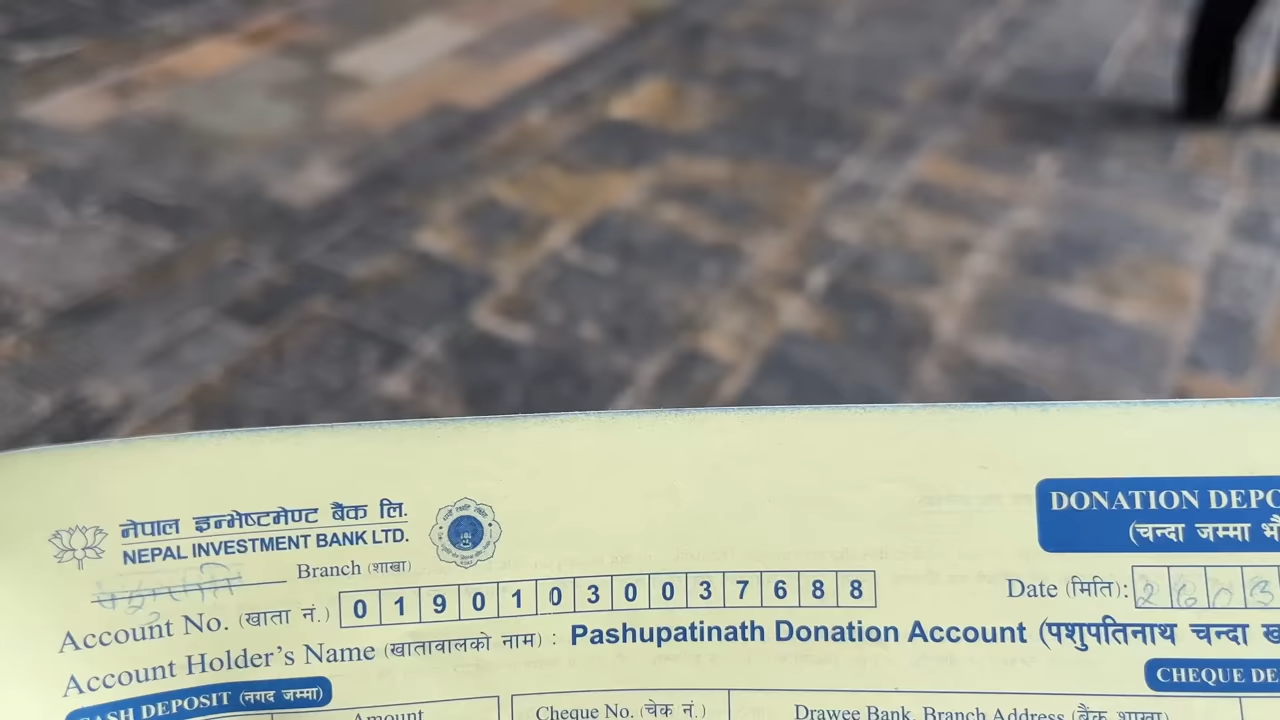 नेपाल इन्भेष्टमेण्ट बैंक लि.
NEPAL INVESTMENT BANK LTD.
DONATION DEPO
(चन्दा जम्मा भौ
Branch (शाखा)
Account No. (खाता नं.) 0 1 9 0 1 0 3 0 0 3 7 6 8 8
Date (मिति):
Account Holder's Name (खातावालको नाम) : Pashupatinath Donation Account (पशुपतिनाथ चन्दा ख
CASH DEPOSIT (नगद जम्मा)
CHEQUE DE
Amount
Cheque No. (चेक नं.)
Drawee Bank, Branch Address (बैंक शाखा)